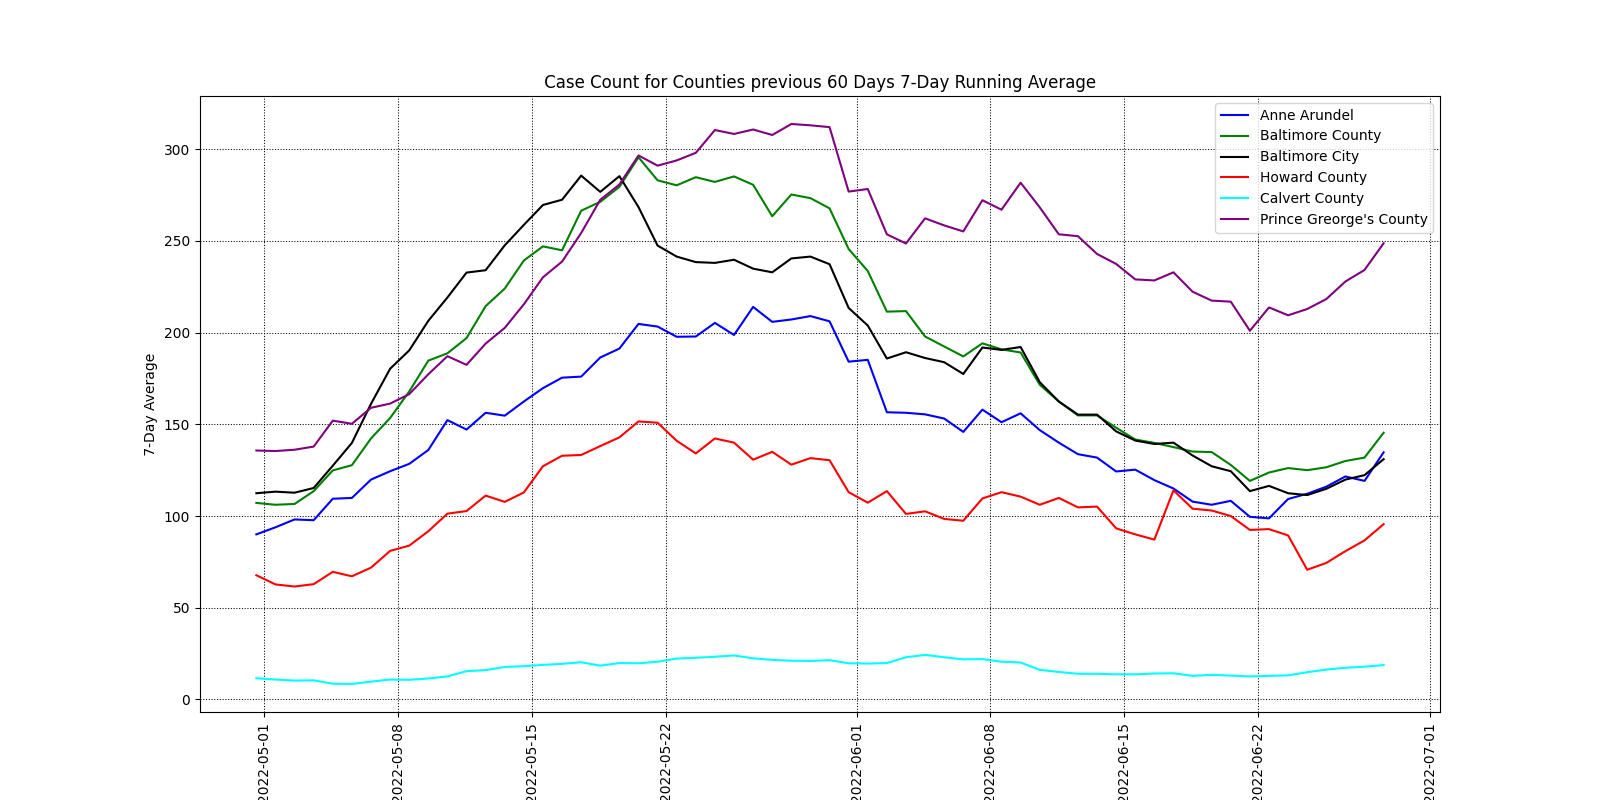 Case Count for Counties previous 60 Days 7-Day Running Average
Anne Arundel
Baltimore County
Baltimore City
Howard County
Calvert County
Prince Greorge's County
7-Day Average
300
250
200
150
100
50
0
2022-05-01
2022-05-08
2022-05-15
2022-05-22
2022-06-01
2022-06-08
2022-06-15
2022-06-22
2022-07-01